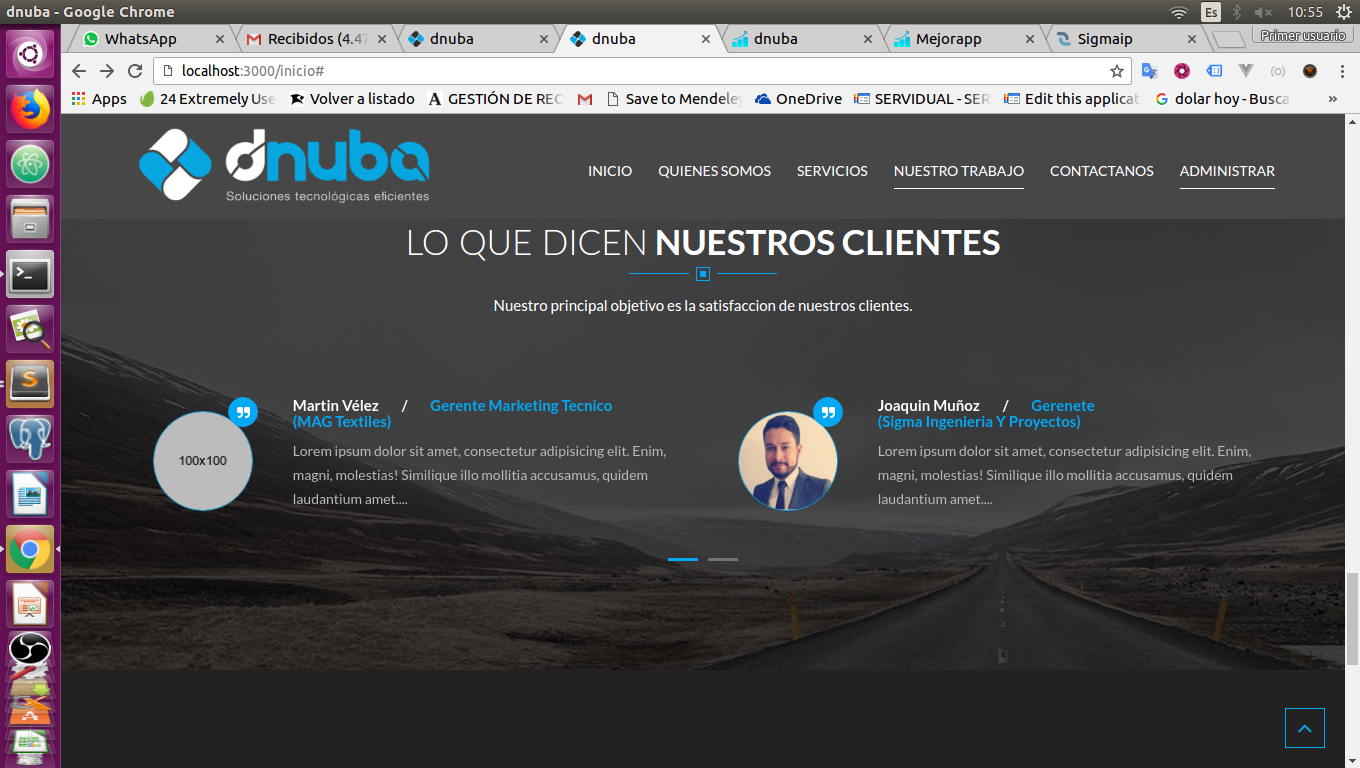 dnuba - Google Chrome
Es
10:55
WhatsApp
Recibidos (4.47
dnuba
dnuba
dnuba
Mejorapp
Sigmaip
Primer usuario
localhost:3000/inicio#
Apps
24 Extremely Use
Volver a listado
GESTIÓN DE REC
Save to Mendeley
OneDrive
SERVIDUAL - SER
Edit this applicat
dolar hoy - Busca
»
dnuba
Soluciones tecnológicas eficientes
INICIO
QUIENES SOMOS
SERVICIOS
NUESTRO TRABAJO
CONTACTANOS
ADMINISTRAR
LO QUE DICEN NUESTROS CLIENTES
Nuestro principal objetivo es la satisfaccion de nuestros clientes.
100x100
Martin Vélez / Gerente Marketing Tecnico
(MAG Textiles)
Lorem ipsum dolor sit amet, consectetur adipisicing elit. Enim,
magni, molestias! Similique illo mollitia accusamus, quidem
laudantium amet....
Joaquin Muñoz / Gerenete
(Sigma Ingenieria Y Proyectos)
Lorem ipsum dolor sit amet, consectetur adipisicing elit. Enim,
magni, molestias! Similique illo mollitia accusamus, quidem
laudantium amet....